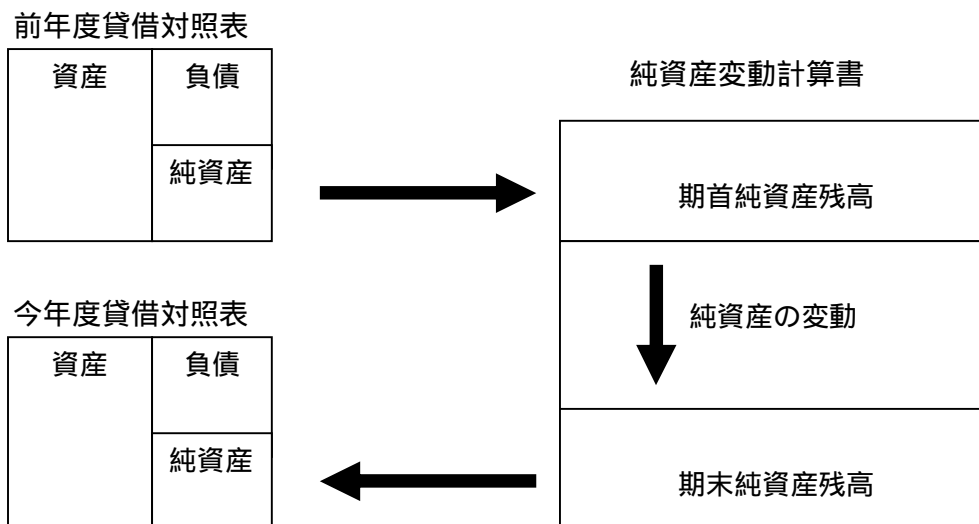 前年度貸借対照表
資産
負債
純資産
純資産変動計算書
期首純資産残高
純資産の変動
期末純資産残高
今年度貸借対照表
資産
負債
純資産